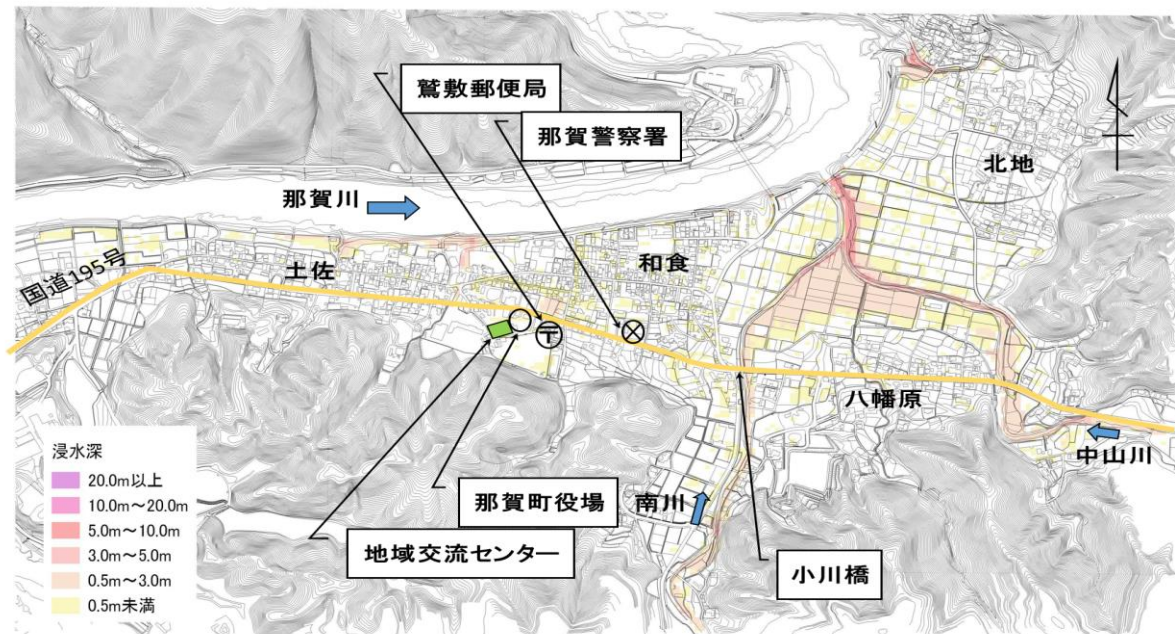 鷲敷郵便局
那賀警察署
北地
那賀川
和食
国道195号
土佐
〒
八幡原
中山川
浸水深
20.0m以上
10.0m～20.0m
5.0m～10.0m
3.0m～5.0m
0.5m～3.0m
0.5m未満
那賀町役場
南川
地域交流センター
小川橋